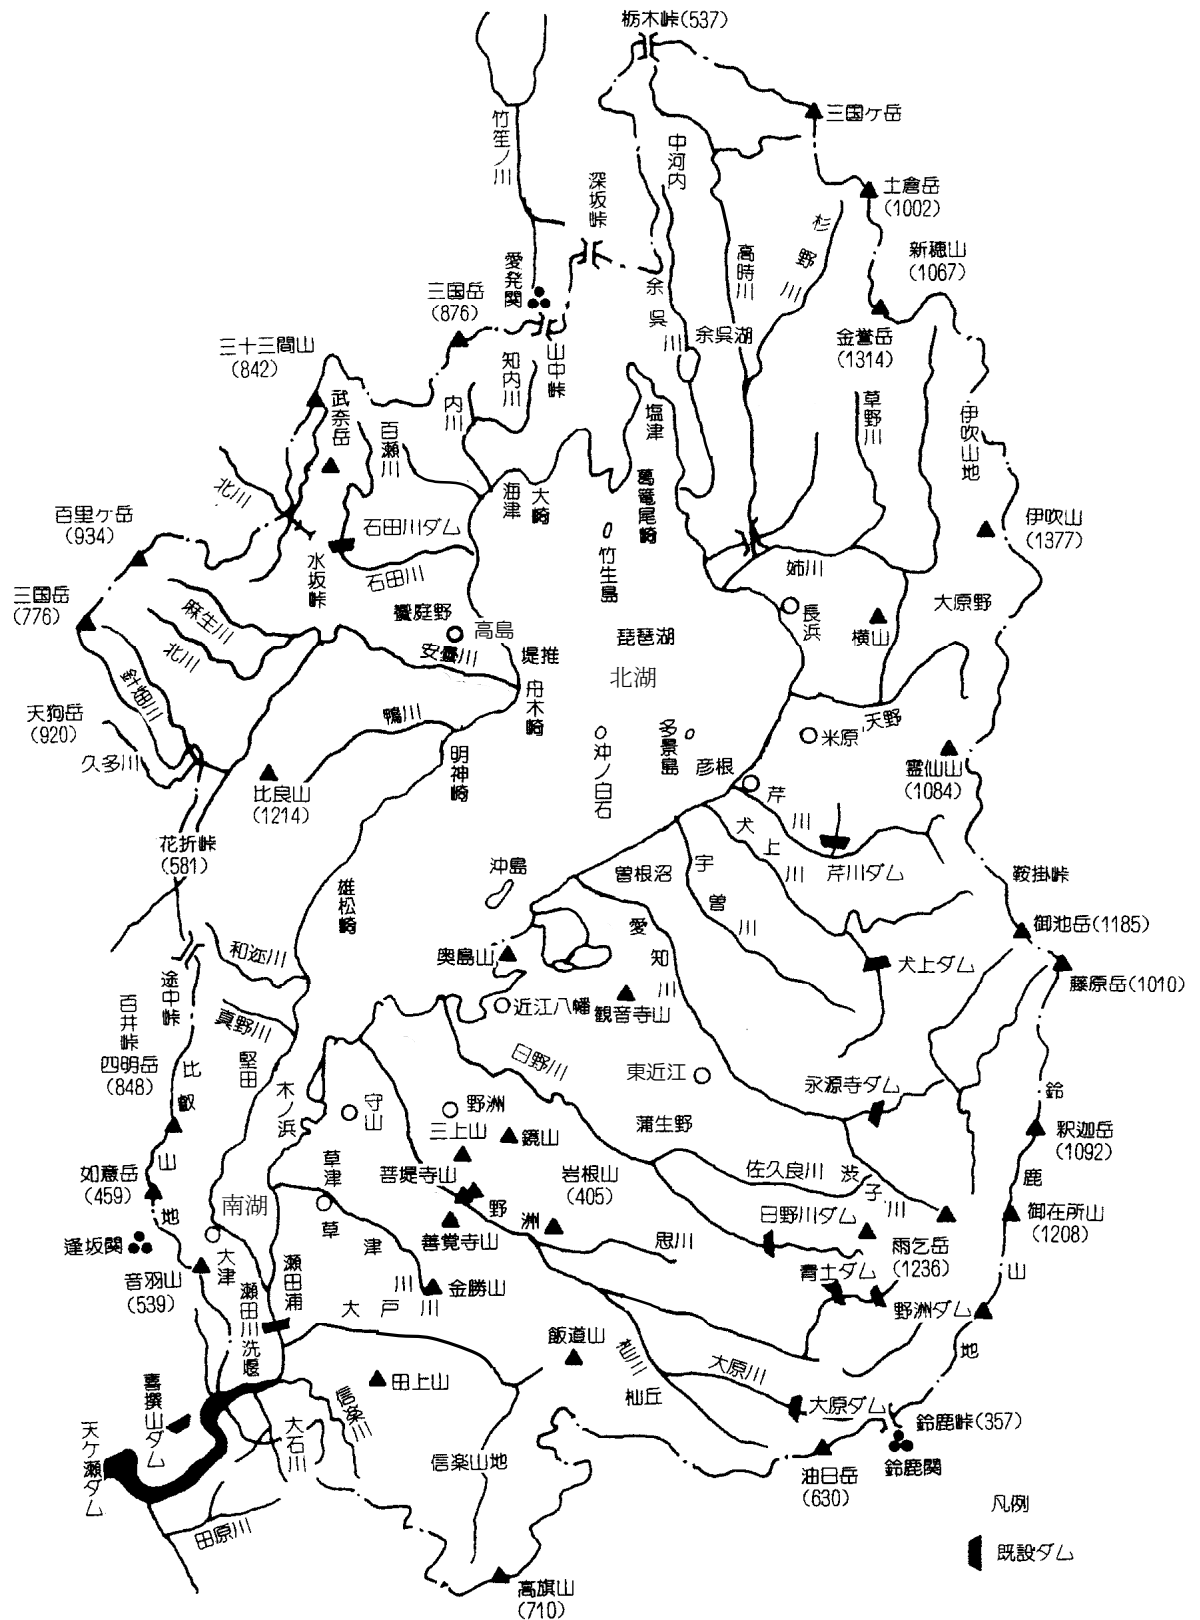 栃木峠(537)
三国ケ岳
竹笙ノ川
中河内
深坂峠
土倉岳
(1002)
杉野川
高時川
新穂山
(1067)
愛発関
余呉川
三国岳
(876)
余呉湖
金誉岳
(1314)
三十三間山
(842)
山中峠
知内川
武奈岳
内川
塩津
草野川
伊吹山地
百瀬川
北川
海津
大崎
葛篭尾崎
百里ケ岳
(934)
石田川ダム
伊吹山
(1377)
水坂峠
石田川
竹生島
姉川
三国岳
(776)
麻生川
饗庭野
高島
長浜
横山
大原野
北川
安曇川
堤推
琵琶湖
北湖
針畑川
舟木崎
天狗岳
(920)
鴨川
天野
久多川
明神崎
沖ノ白石
多景島
彦根
米原
霊仙山
(1084)
比良山
(1214)
芹川
犬上川
花折峠
(581)
芹川ダム
沖島
曽根沼
宇曽川
鞍掛峠
雄松崎
愛知川
御池岳(1185)
和迩川
奥島山
犬上ダム
藤原岳(1010)
途中峠
百井峠
近江八幡
観音寺山
真野川
堅田
四明岳
(848)
比叡山地
木ノ浜
日野川
東近江
永源寺ダム
鈴鹿山地
守山
野洲
蒲生野
三上山
鏡山
釈迦岳
(1092)
草津
菩提寺山
岩根山
(405)
佐久良川
渋子川
如意岳
(459)
南湖
草津川
野洲
日野川ダム
御在所山
(1208)
逢坂関
大津
善覚寺山
思川
雨乞岳
(1236)
音羽山
(539)
瀬田浦
金勝山
青土ダム
瀬田川洗堰
大戸川
野洲ダム
飯道山
杣川
大原川
喜撰山ダム
田上山
杣丘
大原ダム
鈴鹿峠(357)
天ケ瀬ダム
大石川
信楽川
信楽山地
鈴鹿関
油日岳
(630)
田原川
凡例
既設ダム
高旗山
(710)